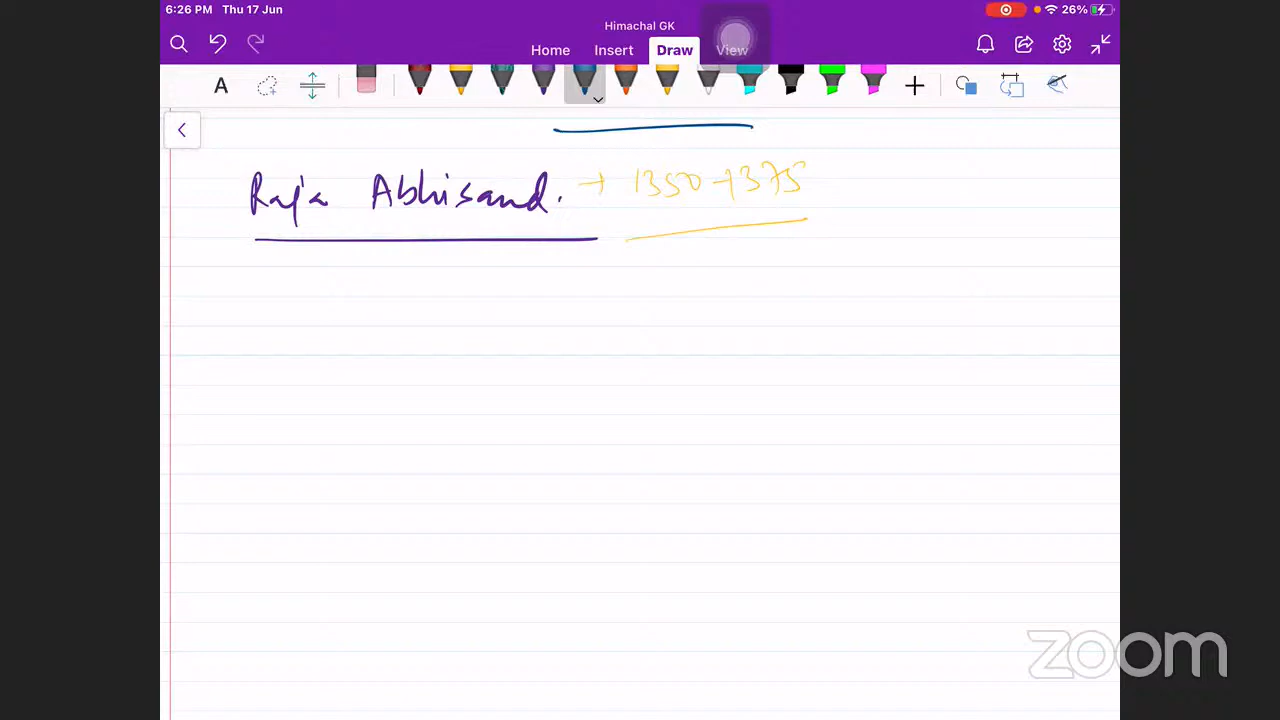 6:26 PM Thu 17 Jun
26%
Himachal GK
Home Insert Draw View
A
Raja Abhisand. → 1350-1375
zoom